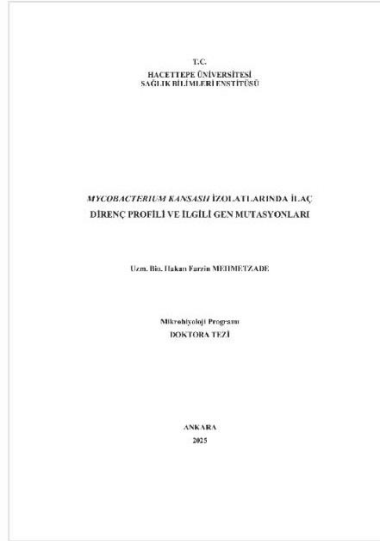 T.C.
HACETTEPE ÜNİVERSİTESİ
SAĞLIK BİLİMLERİ ENSTİTÜSÜ
MYCOBACTERIUM KANSASII İZOLATLARINDA İLAÇ
DİRENÇ PROFİLİ VE İLGİLİ GEN MUTASYONLARI
Uzm. Bio. Hakan Farzin MEHMETZADE
Mikrobiyoloji Programı
DOKTORA TEZİ
ANKARA
2025